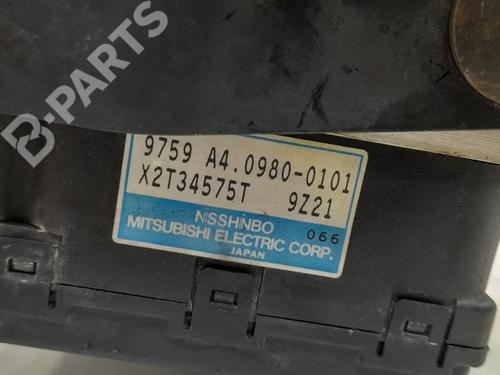 B-PARTS
9759 A4.0980-0101
X2T34575T 9Z21
NISSHINBO 066
MITSUBISHI ELECTRIC CORP.
JAPAN